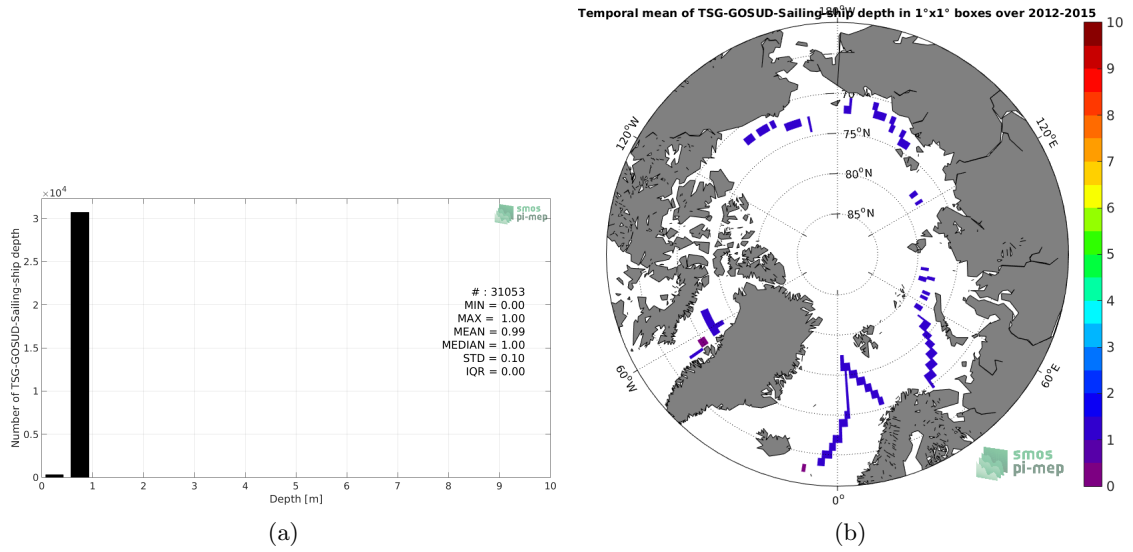 Temporal mean of TSG-GOSUD-Sailing-ship depth in 1°x1° boxes over 2012-2015
180°W
120°W
120°E
60°W
60°E
0°
70
75°N
80°N
85°N
10
9
8
7
6
5
4
3
2
1
0
smos
pi-mep
×10⁴
3
2.5
2
1.5
1
0.5
0
Number of TSG-GOSUD-Sailing-ship depth
smos
pi-mep
# : 31053
MIN = 0.00
MAX = 1.00
MEAN = 0.99
MEDIAN = 1.00
STD = 0.10
IQR = 0.00
0 1 2 3 4 5 6 7 8 9 10
Depth [m]
(a)
(b)